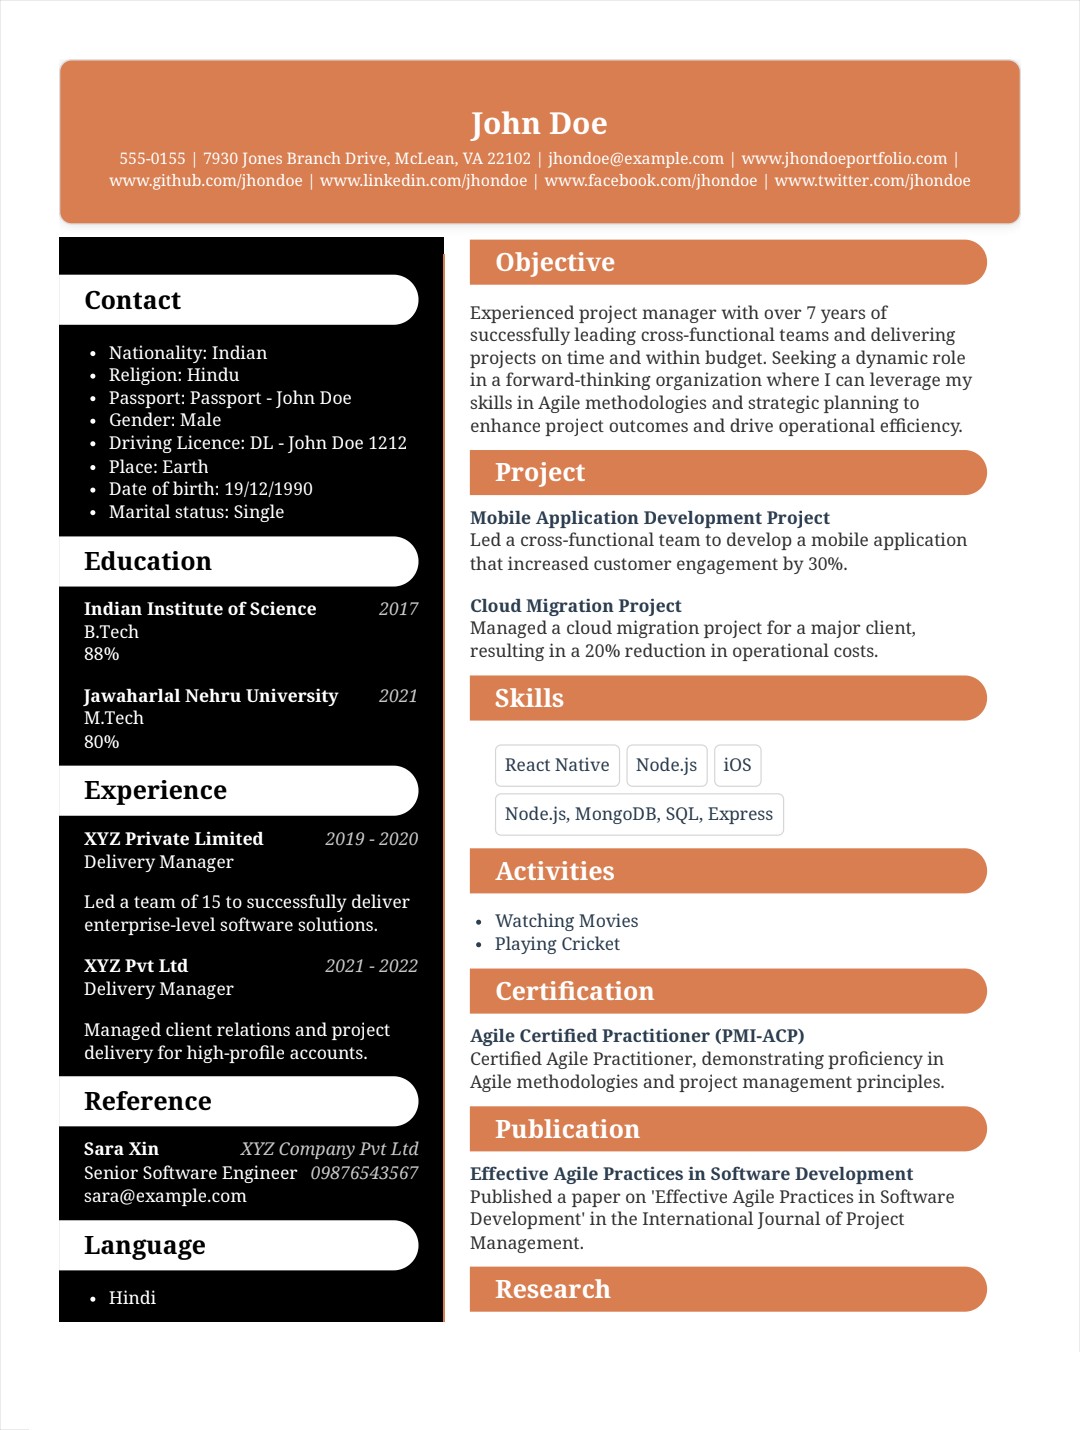 John Doe
555-0155 | 7930 Jones Branch Drive, McLean, VA 22102 | jhondoe@example.com | www.jhondoeportfolio.com |
www.github.com/jhondoe | www.linkedin.com/jhondoe | www.facebook.com/jhondoe | www.twitter.com/jhondoe
Contact
• Nationality: Indian
• Religion: Hindu
• Passport: Passport - John Doe
• Gender: Male
• Driving Licence: DL - John Doe 1212
• Place: Earth
• Date of birth: 19/12/1990
• Marital status: Single
Education
Indian Institute of Science 2017
B.Tech
88%
Jawaharlal Nehru University 2021
M.Tech
80%
Experience
XYZ Private Limited 2019 - 2020
Delivery Manager
Led a team of 15 to successfully deliver
enterprise-level software solutions.
XYZ Pvt Ltd 2021 - 2022
Delivery Manager
Managed client relations and project
delivery for high-profile accounts.
Reference
Sara Xin XYZ Company Pvt Ltd
Senior Software Engineer 09876543567
sara@example.com
Language
• Hindi
Objective
Experienced project manager with over 7 years of
successfully leading cross-functional teams and delivering
projects on time and within budget. Seeking a dynamic role
in a forward-thinking organization where I can leverage my
skills in Agile methodologies and strategic planning to
enhance project outcomes and drive operational efficiency.
Project
Mobile Application Development Project
Led a cross-functional team to develop a mobile application
that increased customer engagement by 30%.
Cloud Migration Project
Managed a cloud migration project for a major client,
resulting in a 20% reduction in operational costs.
Skills
React Native Node.js iOS
Node.js, MongoDB, SQL, Express
Activities
• Watching Movies
• Playing Cricket
Certification
Agile Certified Practitioner (PMI-ACP)
Certified Agile Practitioner, demonstrating proficiency in
Agile methodologies and project management principles.
Publication
Effective Agile Practices in Software Development
Published a paper on 'Effective Agile Practices in Software
Development' in the International Journal of Project
Management.
Research